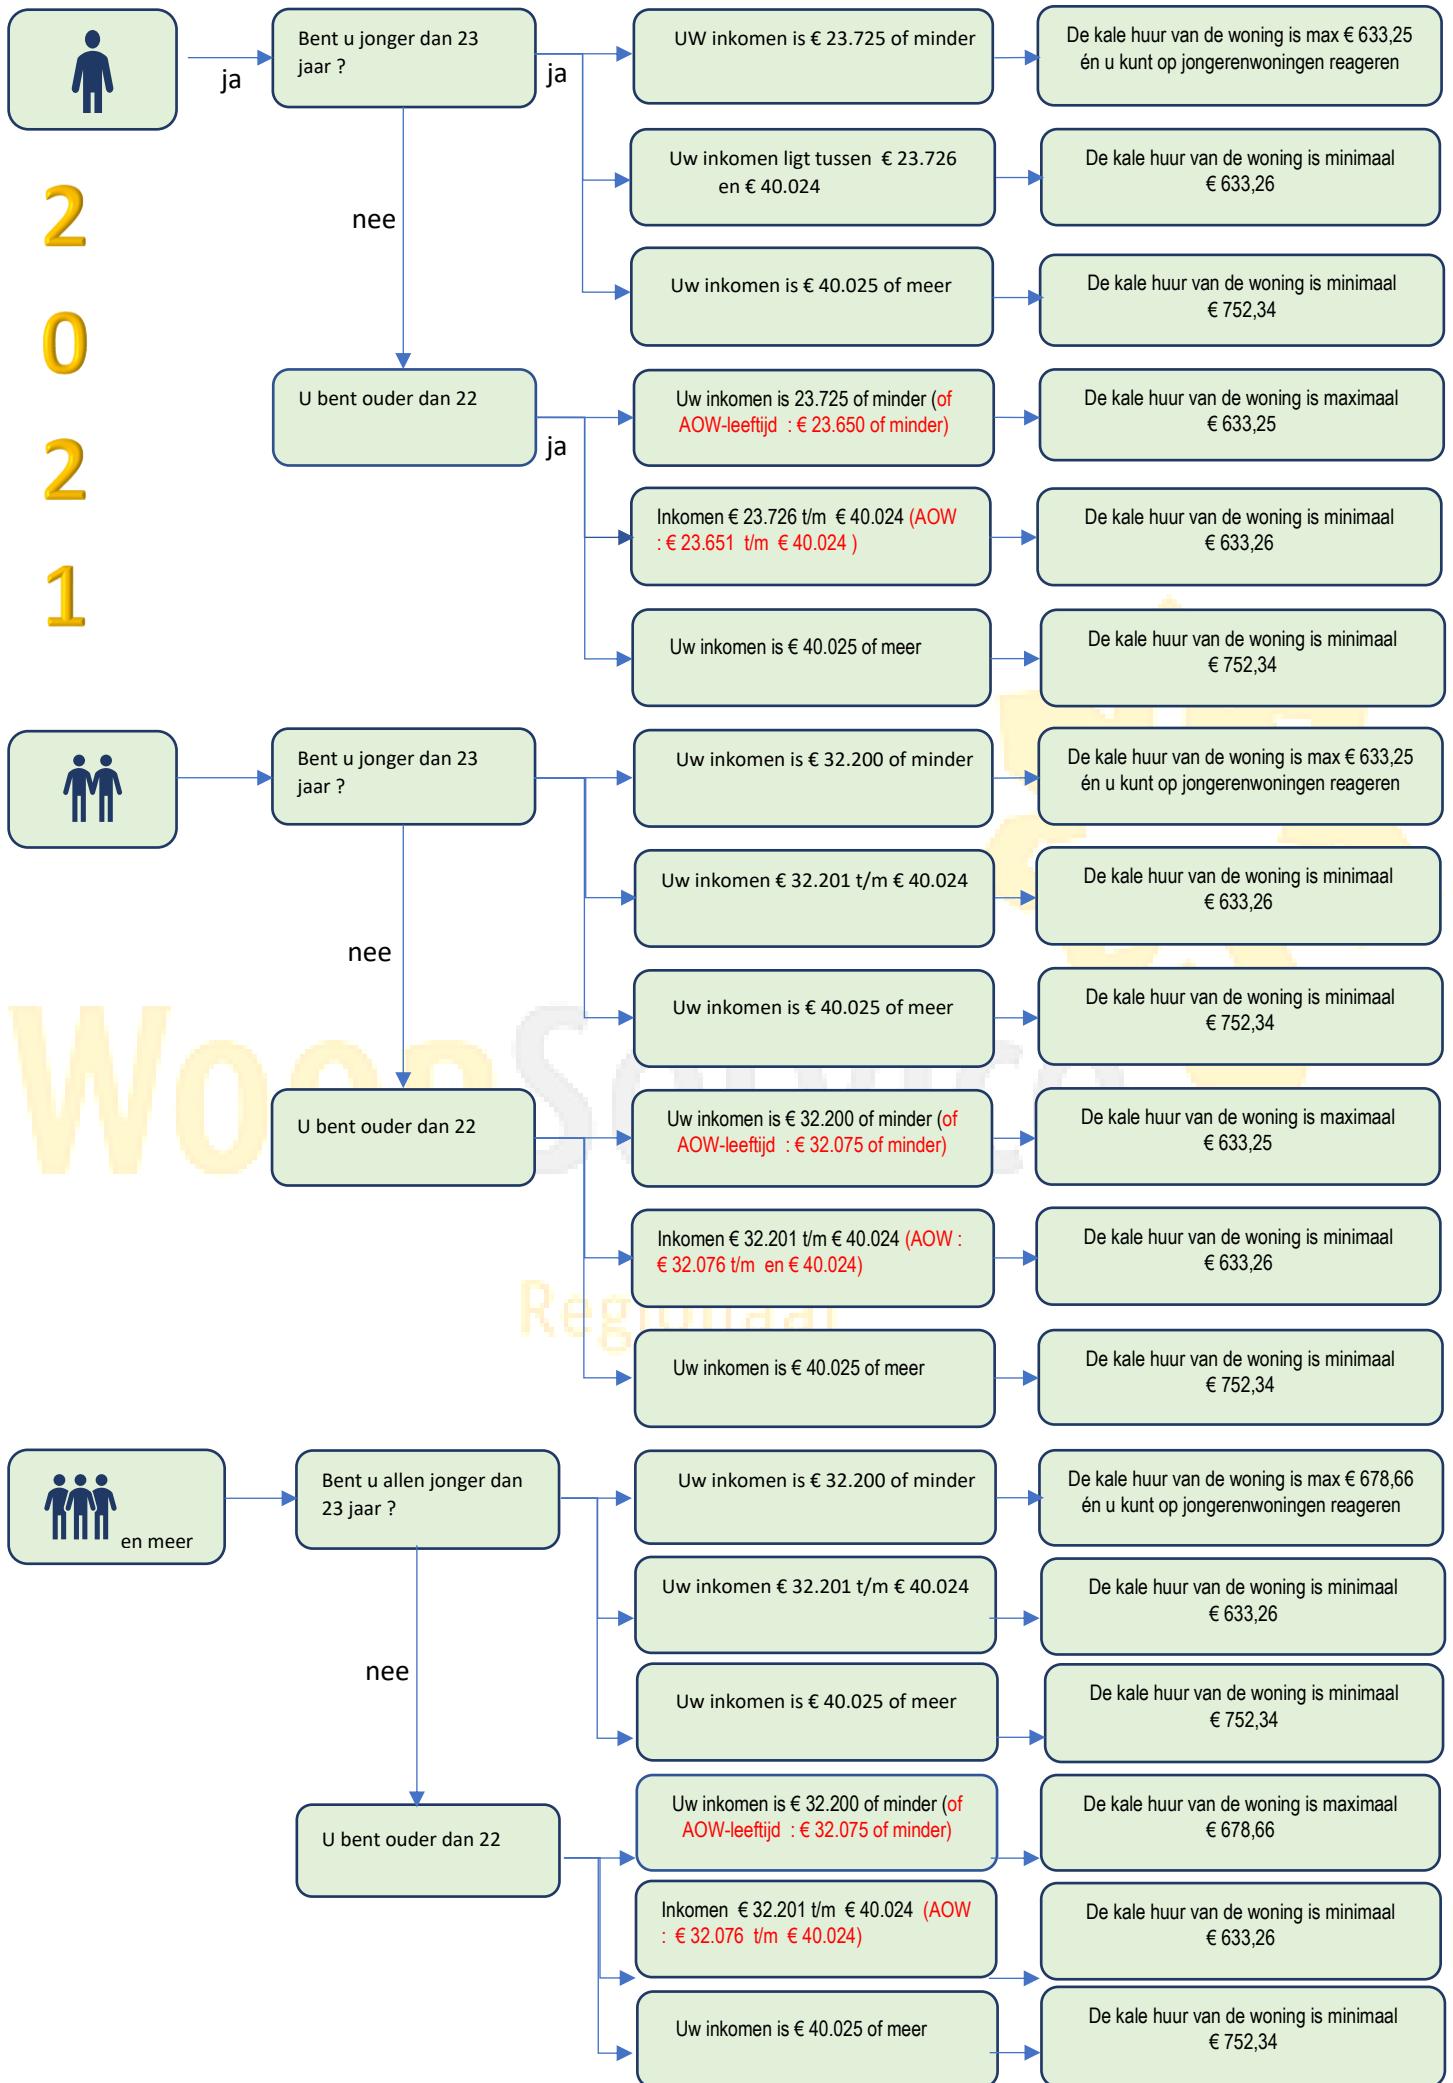 Bent u jonger dan 23
jaar ?
ja
ja
UW inkomen is € 23.725 of minder
De kale huur van de woning is max € 633,25
én u kunt op jongerenwoningen reageren
Uw inkomen ligt tussen € 23.726
en € 40.024
De kale huur van de woning is minimaal
€ 633,26
2
0
2
1
nee
Uw inkomen is € 40.025 of meer
De kale huur van de woning is minimaal
€ 752,34
U bent ouder dan 22
ja
Uw inkomen is 23.725 of minder (of
AOW-leeftijd : € 23.650 of minder)
De kale huur van de woning is maximaal
€ 633,25
Inkomen € 23.726 t/m € 40.024 (AOW
: € 23.651 t/m € 40.024 )
De kale huur van de woning is minimaal
€ 633,26
Uw inkomen is € 40.025 of meer
De kale huur van de woning is minimaal
€ 752,34
Bent u jonger dan 23
jaar ?
Uw inkomen is € 32.200 of minder
De kale huur van de woning is max € 633,25
én u kunt op jongerenwoningen reageren
Uw inkomen € 32.201 t/m € 40.024
De kale huur van de woning is minimaal
€ 633,26
nee
Uw inkomen is € 40.025 of meer
De kale huur van de woning is minimaal
€ 752,34
WoonService
Regionaal
U bent ouder dan 22
Uw inkomen is € 32.200 of minder (of
AOW-leeftijd : € 32.075 of minder)
De kale huur van de woning is maximaal
€ 633,25
Inkomen € 32.201 t/m € 40.024 (AOW :
€ 32.076 t/m en € 40.024)
De kale huur van de woning is minimaal
€ 633,26
Uw inkomen is € 40.025 of meer
De kale huur van de woning is minimaal
€ 752,34
en meer
Bent u allen jonger dan
23 jaar ?
Uw inkomen is € 32.200 of minder
De kale huur van de woning is max € 678,66
én u kunt op jongerenwoningen reageren
Uw inkomen € 32.201 t/m € 40.024
De kale huur van de woning is minimaal
€ 633,26
nee
Uw inkomen is € 40.025 of meer
De kale huur van de woning is minimaal
€ 752,34
U bent ouder dan 22
Uw inkomen is € 32.200 of minder (of
AOW-leeftijd : € 32.075 of minder)
De kale huur van de woning is maximaal
€ 678,66
Inkomen € 32.201 t/m € 40.024 (AOW
: € 32.076 t/m € 40.024)
De kale huur van de woning is minimaal
€ 633,26
Uw inkomen is € 40.025 of meer
De kale huur van de woning is minimaal
€ 752,34